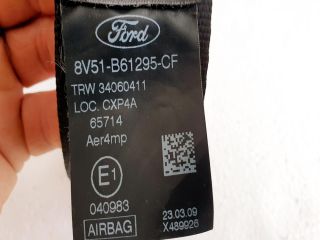 Ford
8V51-B61295-CF
TRW 34060411
LOC. CXP4A
65714
Aer4mp
E1
040983
23.03.09
AIRBAG
X489926